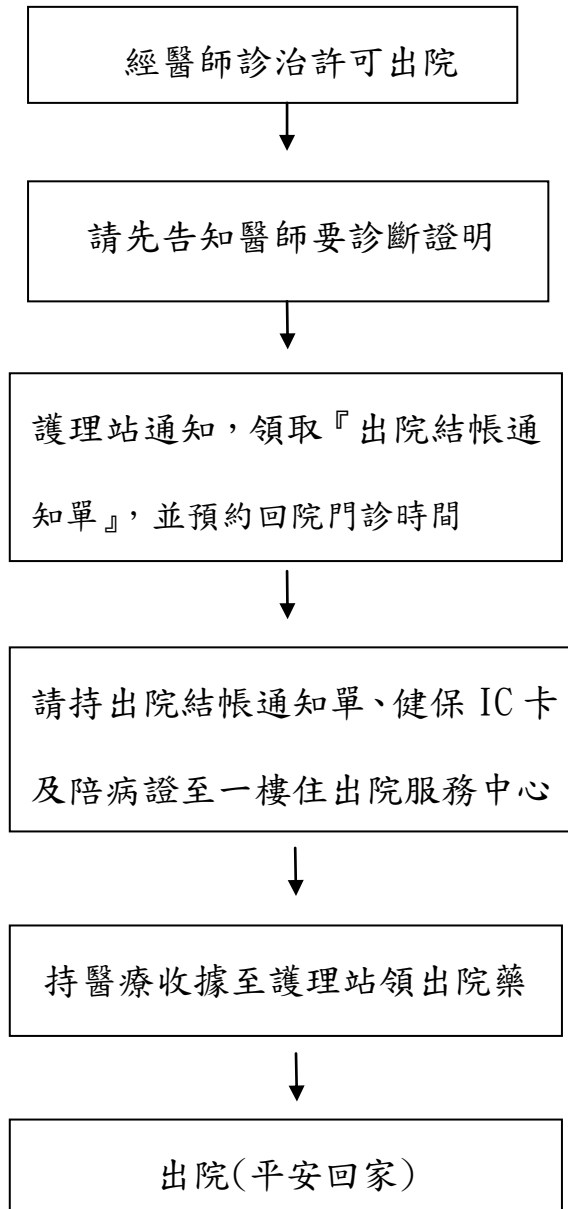 經醫師診治許可出院
請先告知醫師要診斷證明
護理站通知，領取『出院結帳通
知單』，並預約回院門診時間
請持出院結帳通知單、健保 IC 卡
及陪病證至一樓住出院服務中心
持醫療收據至護理站領出院藥
出院(平安回家)